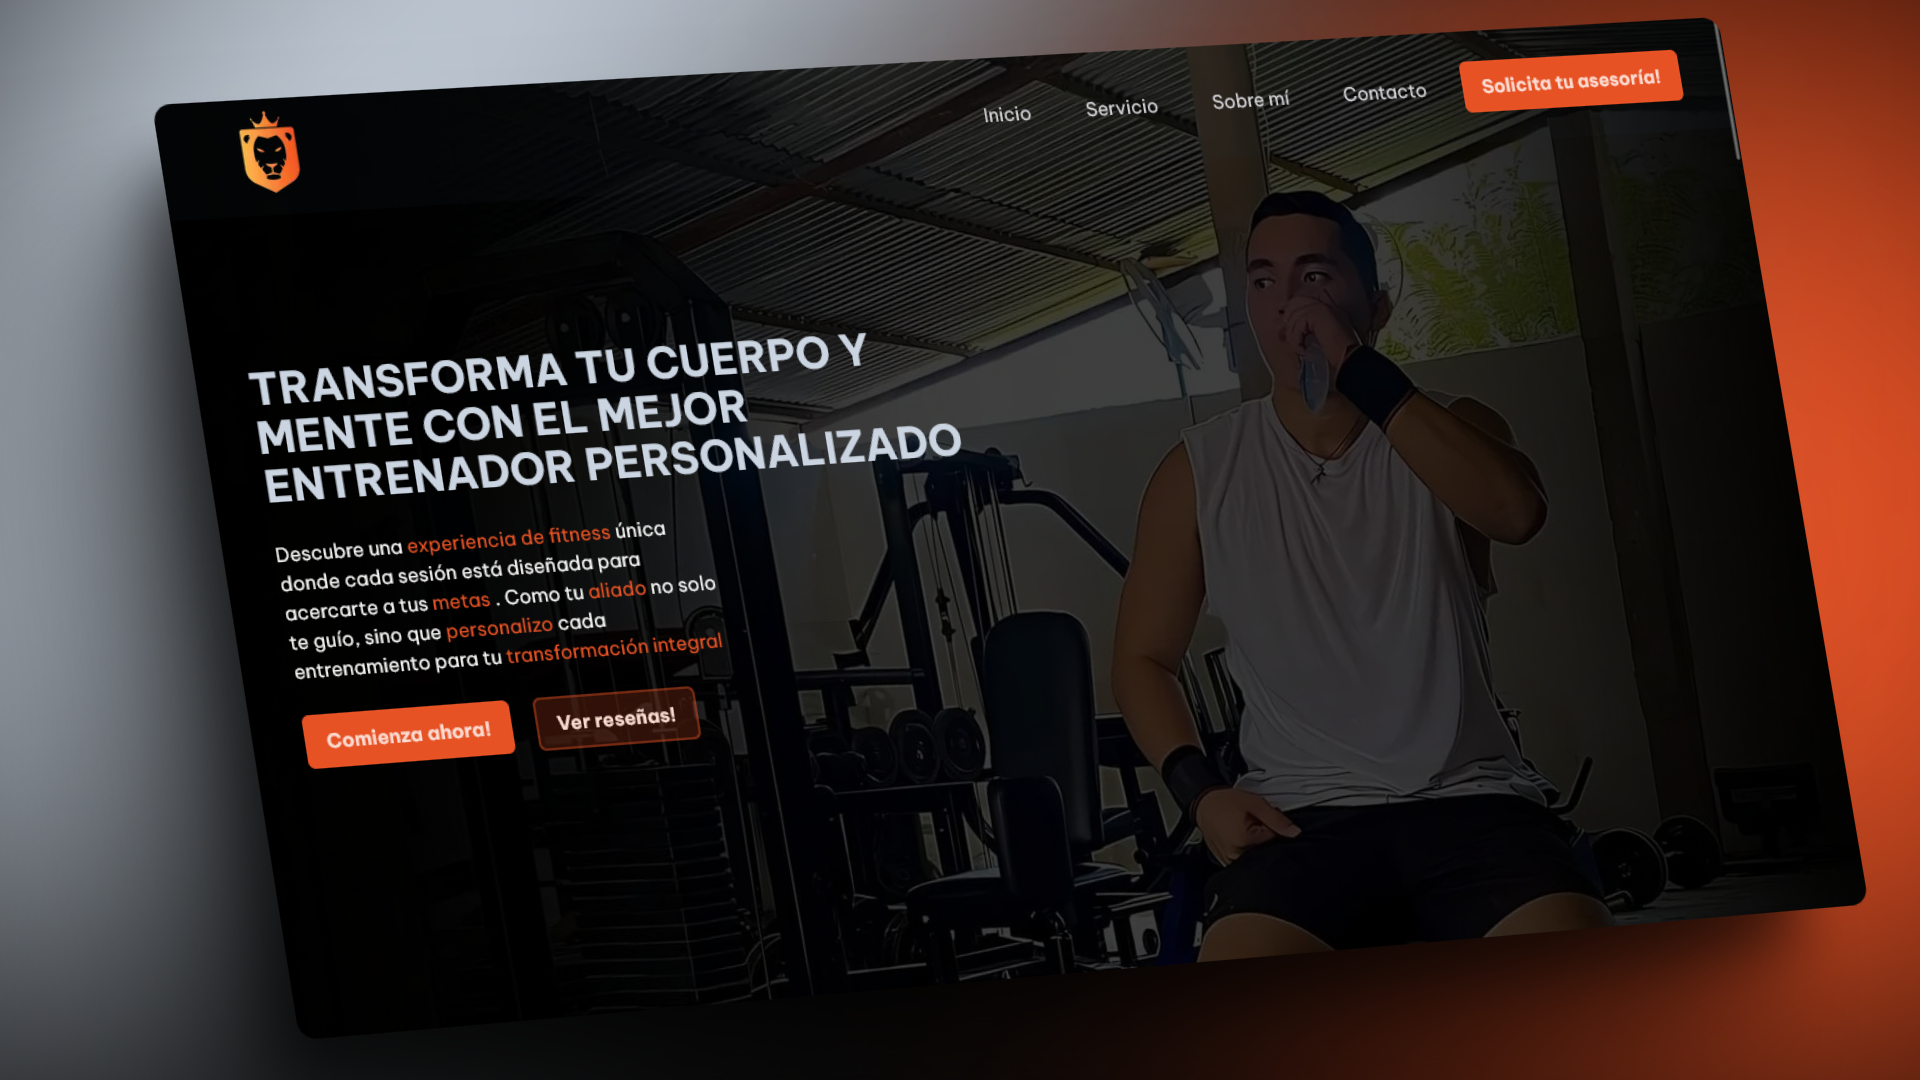 Inicio
Servicio
Sobre mí
Contacto
Solicita tu asesoría!
TRANSFORMA TU CUERPO Y
MENTE CON EL MEJOR
ENTRENADOR PERSONALIZADO
Descubre una experiencia de fitness única
donde cada sesión está diseñada para
acercarte a tus metas . Como tu aliado no solo
te guío, sino que personalizo cada
entrenamiento para tu transformación integral
Comienza ahora!
Ver reseñas!